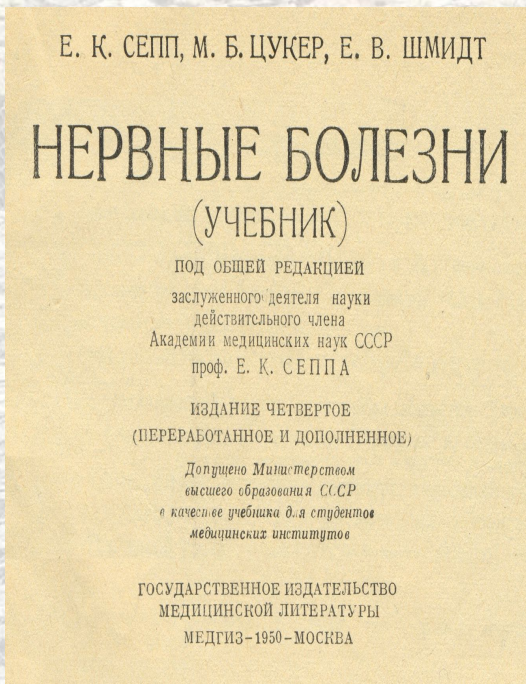 Е. К. СЕПП, М. Б. ЦУКЕР, Е. В. ШМИДТ
НЕРВНЫЕ БОЛЕЗНИ
(УЧЕБНИК)
ПОД ОБЩЕЙ РЕДАКЦИЕЙ
заслуженного деятеля науки
действительного члена
Академии медицинских наук СССР
проф. Е. К. СЕППА
ИЗДАНИЕ ЧЕТВЕРТОЕ
(ПЕРЕРАБОТАННОЕ И ДОПОЛНЕННОЕ)
Допущено Министерством
высшего образования СССР
в качестве учебника для студентов
медицинских институтов
ГОСУДАРСТВЕННОЕ ИЗДАТЕЛЬСТВО
МЕДИЦИНСКОЙ ЛИТЕРАТУРЫ
МЕДГИЗ–1950–МОСКВА